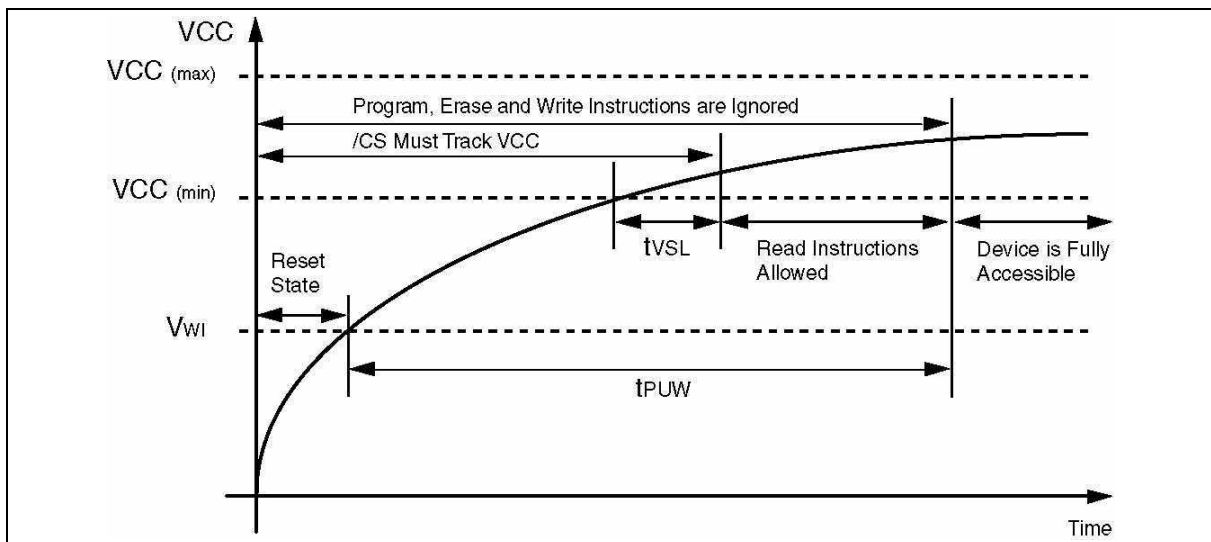 VCC
VCC (max)
Program, Erase and Write Instructions are Ignored
/CS Must Track VCC
VCC (min)
tVSL
Read Instructions
Allowed
Device is Fully
Accessible
Reset
State
VWI
tPUW
Time